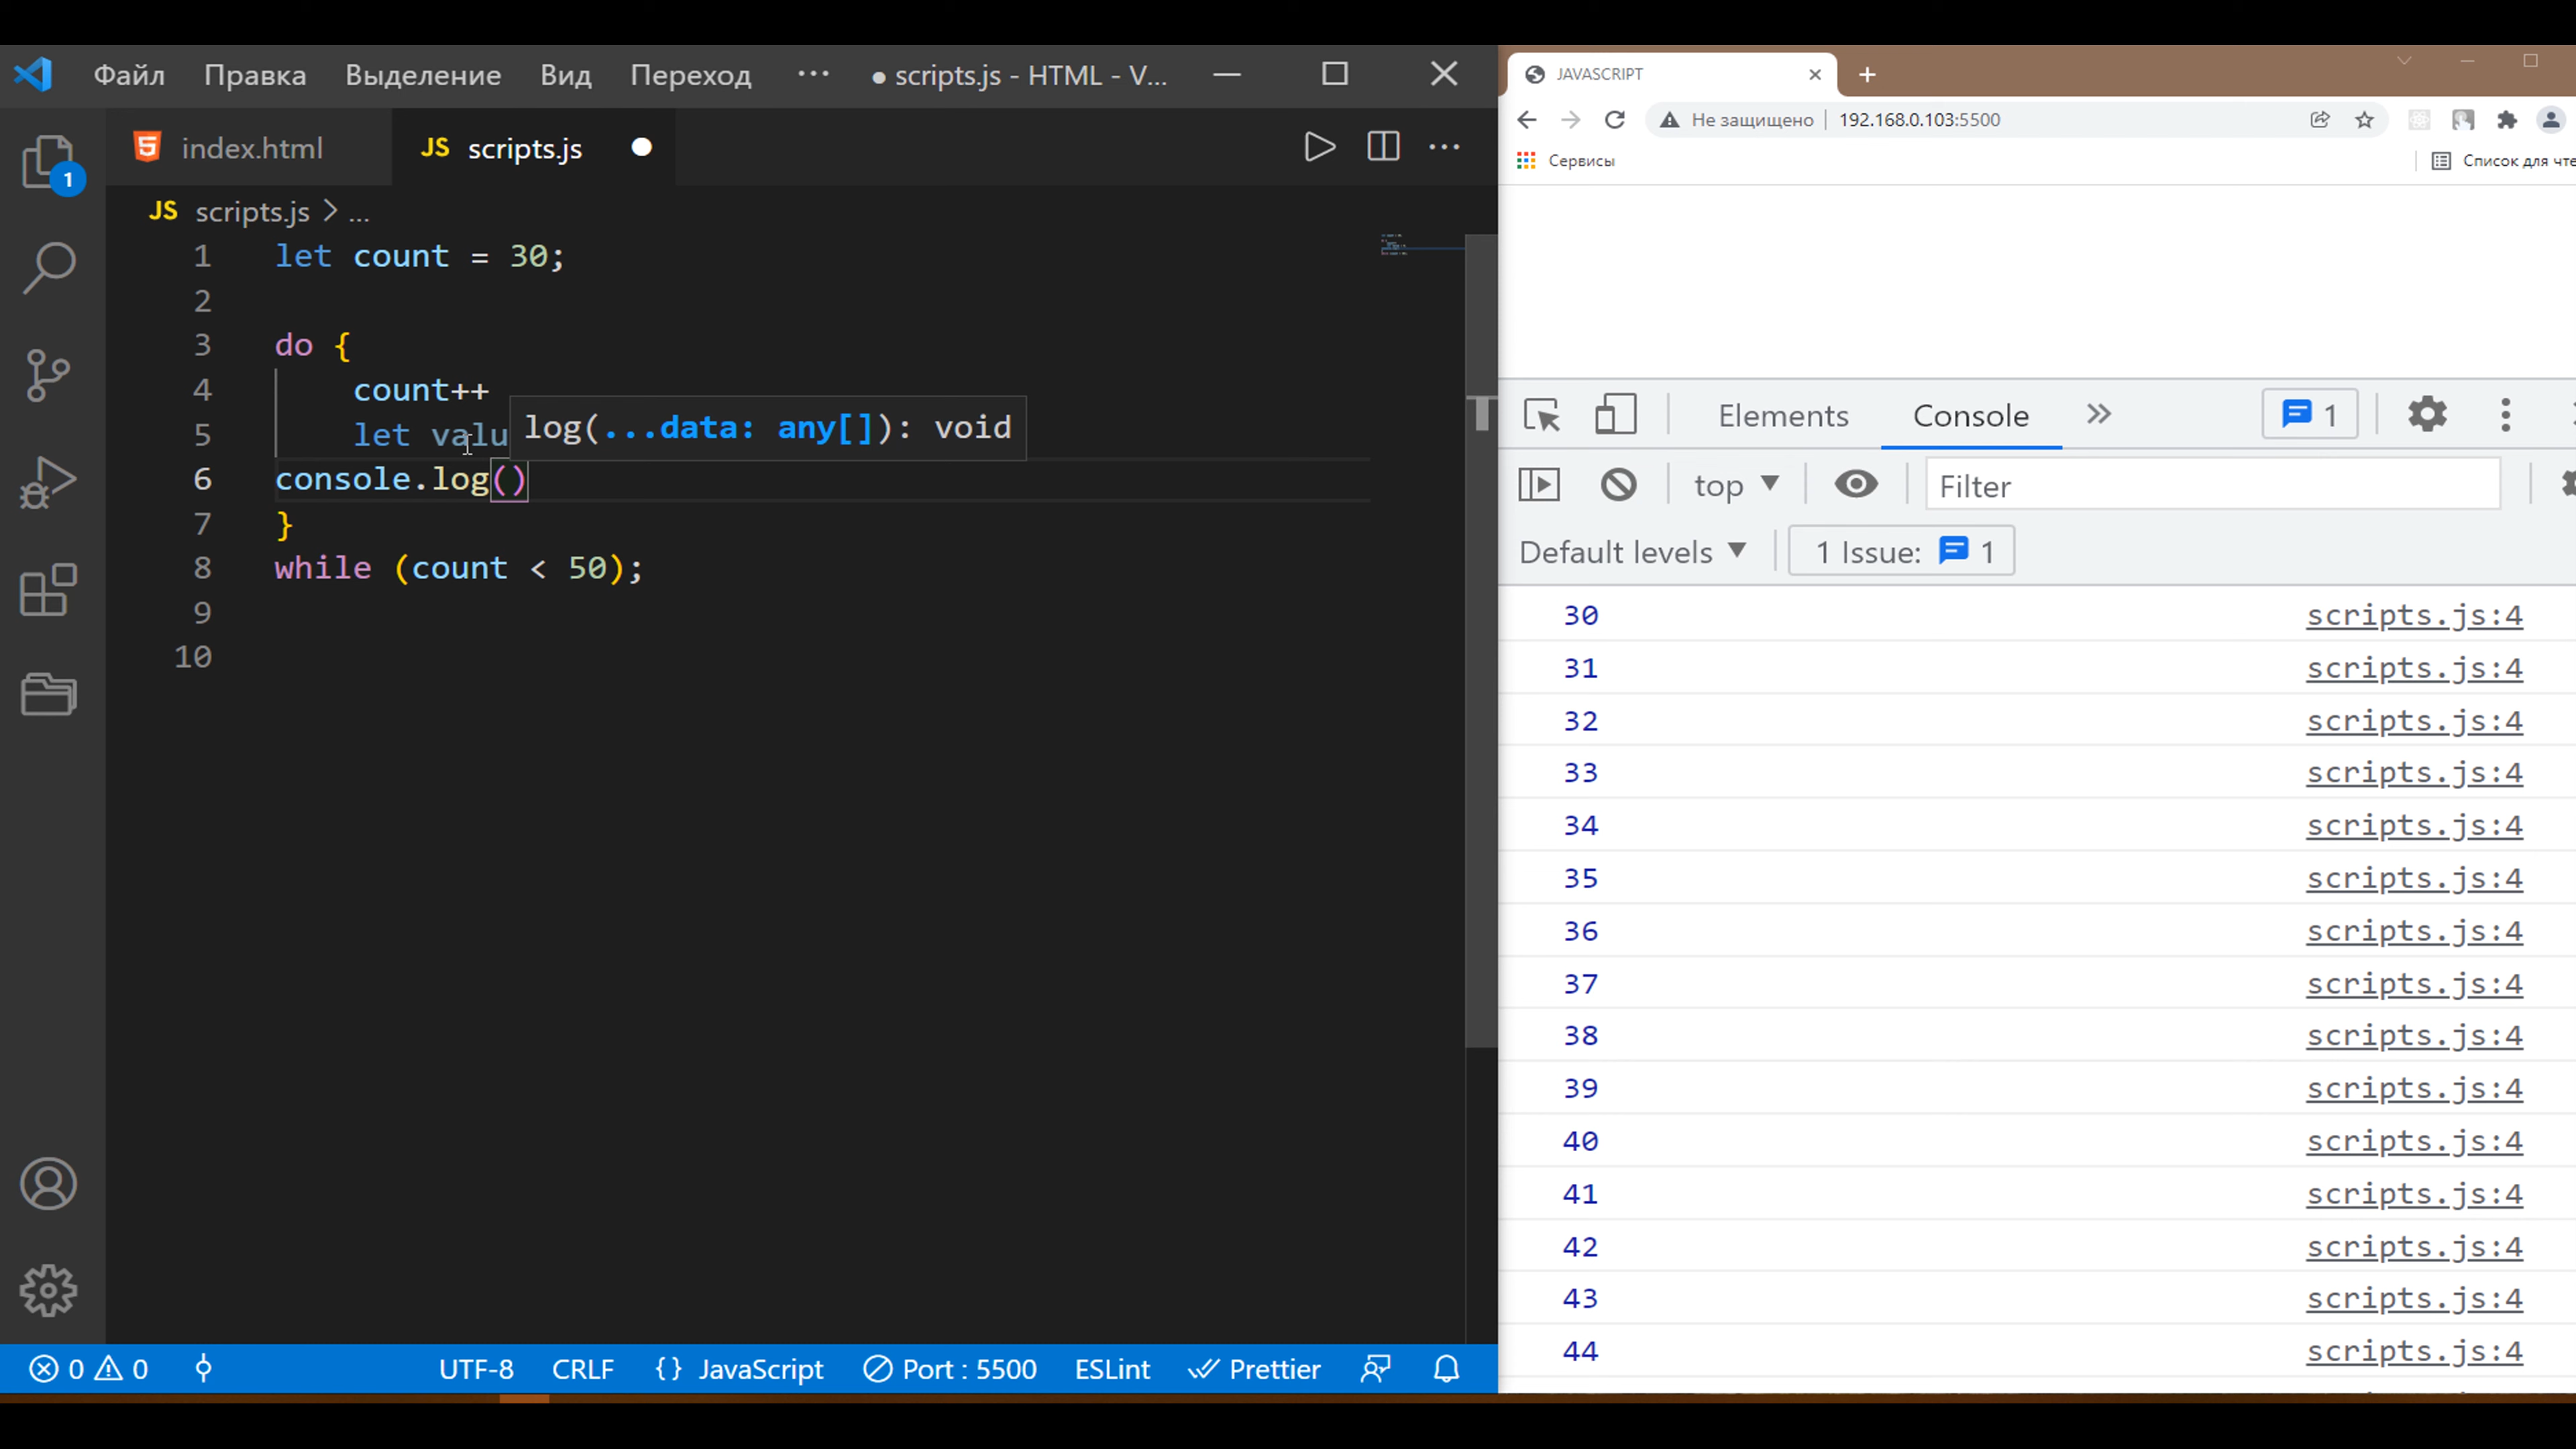 Файл Правка Выделение Вид Переход ··· ● scripts.js - HTML - V...
index.html
JS scripts.js
JS scripts.js > ...
1 let count = 30;
2
3 do {
4 count++
5 let valu
log(...data: any[]): void
6 console.log()
7 }
8 while (count < 50);
9
10
1
0 0 UTF-8 CRLF {} JavaScript Port : 5500 ESLint Prettier
JAVASCRIPT
Не защищено 192.168.0.103:5500
Сервисы Список для чте
Elements Console » 1
top Filter
Default levels 1 Issue: 1
30 scripts.js:4
31 scripts.js:4
32 scripts.js:4
33 scripts.js:4
34 scripts.js:4
35 scripts.js:4
36 scripts.js:4
37 scripts.js:4
38 scripts.js:4
39 scripts.js:4
40 scripts.js:4
41 scripts.js:4
42 scripts.js:4
43 scripts.js:4
44 scripts.js:4